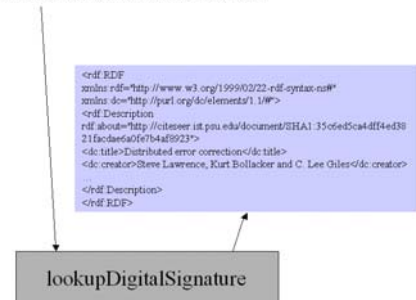 <rdf:RDF
xmlns:rdf="http://www.w3.org/1999/02/22-rdf-syntax-ns#"
xmlns:dc="http://purl.org/dc/elements/1.1/#">
<rdf:Description
rdf:about="http://citeseer.ist.psu.edu/document/SHA1:35c6ed5ca4dff4ed38
21facdae6a0fe7b4af8923">
<dc:title>Distributed error correction</dc:title>
<dc:creator>Steve Lawrence, Kurt Bollacker and C. Lee Giles</dc:creator>
...
</rdf:Description>
</rdf:RDF>
lookupDigitalSignature